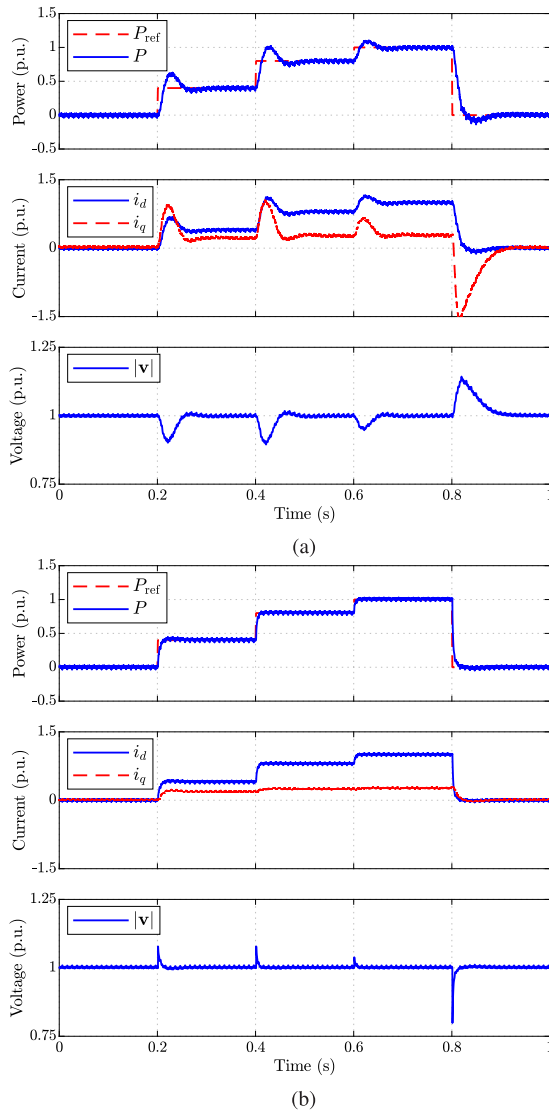 1.5
1
0.5
0
-0.5
Power (p.u.)
P_ref
P
1.5
0
-1.5
Current (p.u.)
i_d
i_q
1.25
1
0.75
Voltage (p.u.)
|v|
0 0.2 0.4 0.6 0.8 1
Time (s)
(a)
1.5
1
0.5
0
-0.5
Power (p.u.)
P_ref
P
1.5
0
-1.5
Current (p.u.)
i_d
i_q
1.25
1
0.75
Voltage (p.u.)
|v|
0 0.2 0.4 0.6 0.8 1
Time (s)
(b)